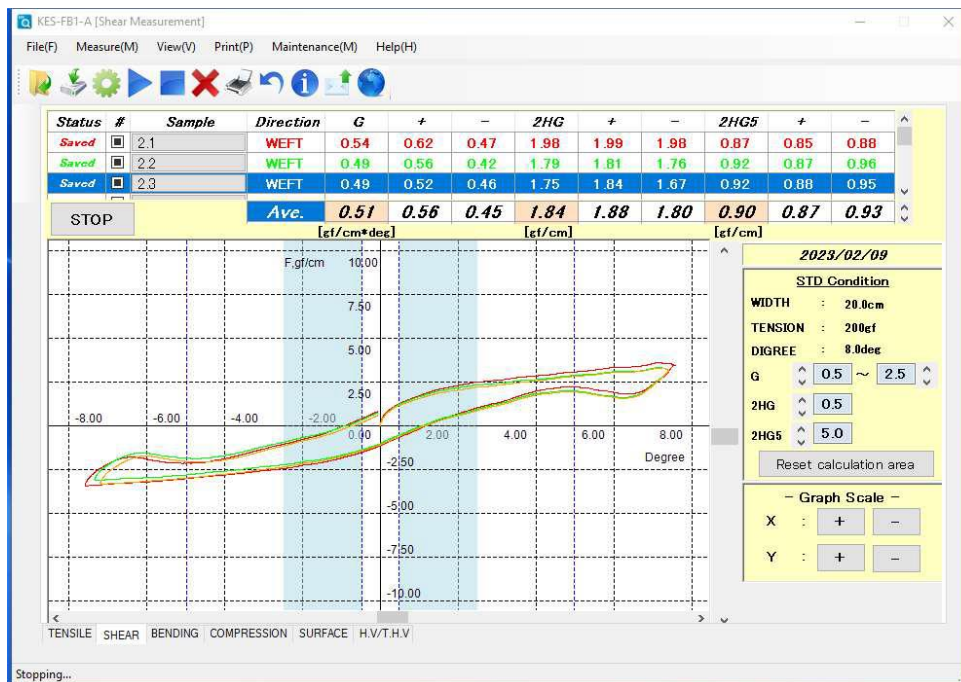 KES-FB1-A [Shear Measurement]
File(F) Measure(M) View(V) Print(P) Maintenance(M) Help(H)
Status # Sample Direction G + − 2HG + − 2HG5 + −
Saved 2.1 WEFT 0.54 0.62 0.47 1.98 1.99 1.98 0.87 0.85 0.88
Saved 2.2 WEFT 0.49 0.56 0.42 1.79 1.81 1.76 0.92 0.87 0.96
Saved 2.3 WEFT 0.49 0.52 0.46 1.75 1.84 1.67 0.92 0.88 0.95
STOP Ave. 0.51 0.56 0.45 1.84 1.88 1.80 0.90 0.87 0.93
[gf/cm*deg] [gf/cm] [gf/cm]
F,gf/cm 10.00
7.50
5.00
2.50
-8.00 -6.00 -4.00 -2.00 0.00 2.00 4.00 6.00 8.00
Degree
-2.50
-5.00
-7.50
-10.00
2023/02/09
STD Condition
WIDTH : 20.0cm
TENSION : 200gf
DIGREE : 8.0deg
G 0.5 ~ 2.5
2HG 0.5
2HG5 5.0
Reset calculation area
- Graph Scale -
X : + −
Y : + −
TENSILE SHEAR BENDING COMPRESSION SURFACE H.V/T.H.V
Stopping...